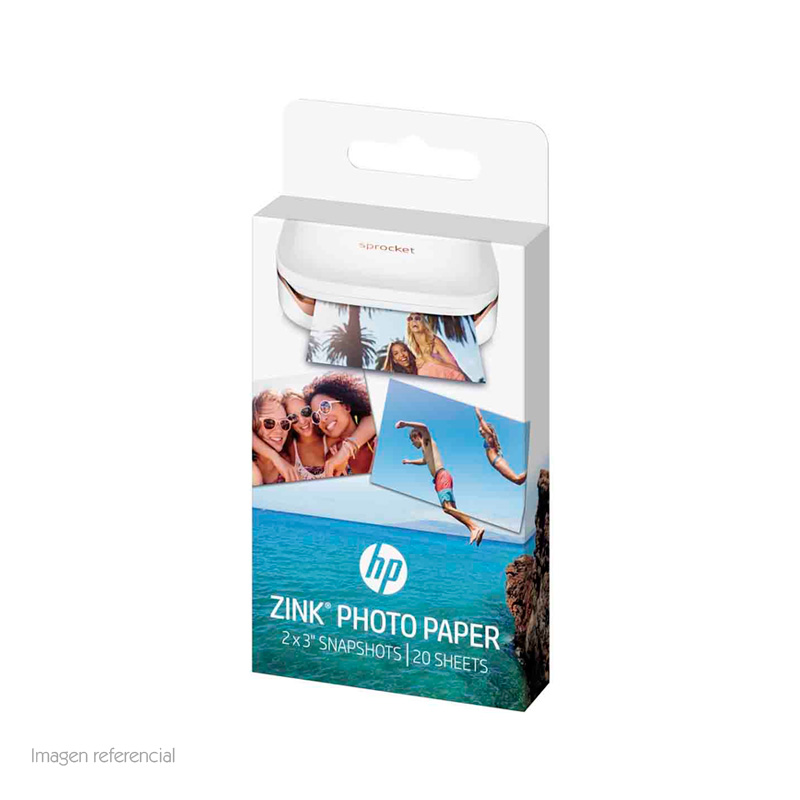 sprocket
hp
ZINK® PHOTO PAPER
2 x 3" SNAPSHOTS | 20 SHEETS
Imagen referencial